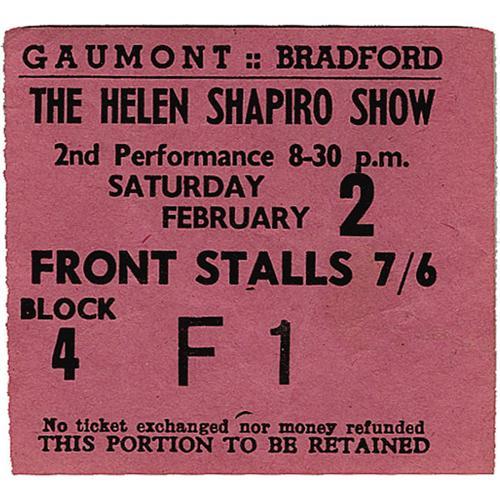 GAUMONT :: BRADFORD
THE HELEN SHAPIRO SHOW
2nd Performance 8-30 p.m.
SATURDAY
FEBRUARY 2
FRONT STALLS 7/6
BLOCK
4 F 1
No ticket exchanged nor money refunded
THIS PORTION TO BE RETAINED